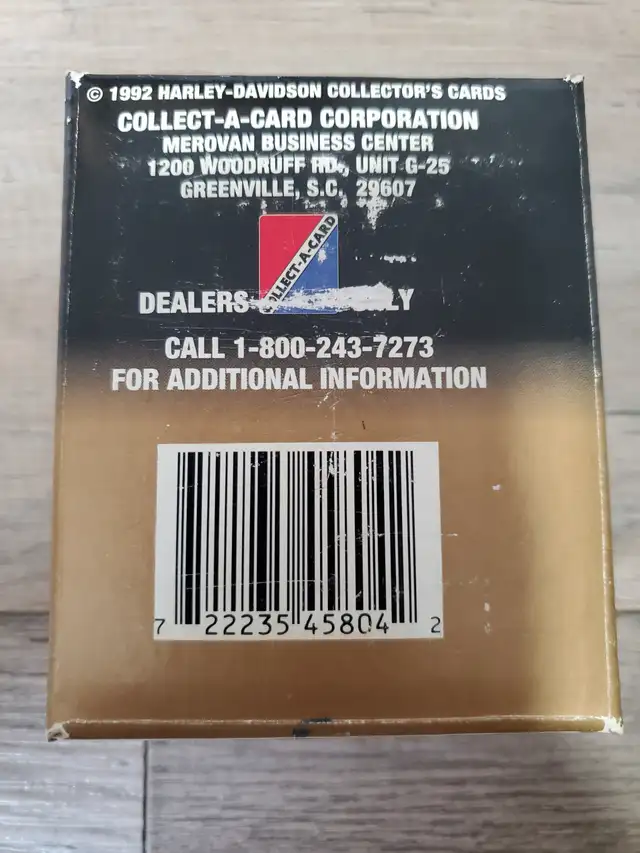 © 1992 HARLEY-DAVIDSON COLLECTOR'S CARDS
COLLECT-A-CARD CORPORATION
MEROVAN BUSINESS CENTER
1200 WOODRUFF RD., UNIT G-25
GREENVILLE, S.C. 29607
COLLECT-A-CARD
DEALERS
CALL 1-800-243-7273
FOR ADDITIONAL INFORMATION
7 22235 45804 2